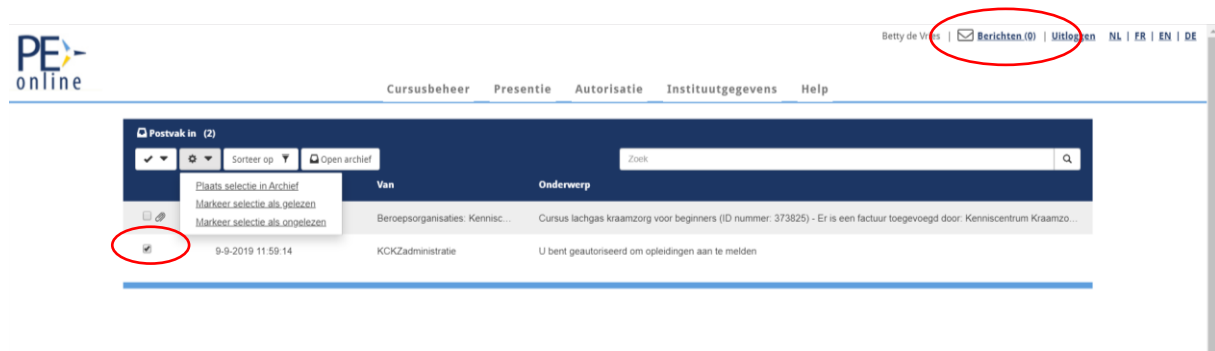 Betty de Vries | Berichten (0) | Uitloggen NL | FR | EN | DE
PE
online
Cursusbeheer Presentie Autorisatie Instituutgegevens Help
Postvak in (2)
Sorteer op Open archief Zoek
Plaats selectie in Archief
Van Onderwerp
Markeer selectie als gelezen
Markeer selectie als ongelezen
Beroepsorganisaties: Kennisc... Cursus lachgas kraamzorg voor beginners (ID nummer: 373825) - Er is een factuur toegevoegd door: Kenniscentrum Kraamzo...
9-9-2019 11:59:14 KCKZadministratie U bent geautoriseerd om opleidingen aan te melden